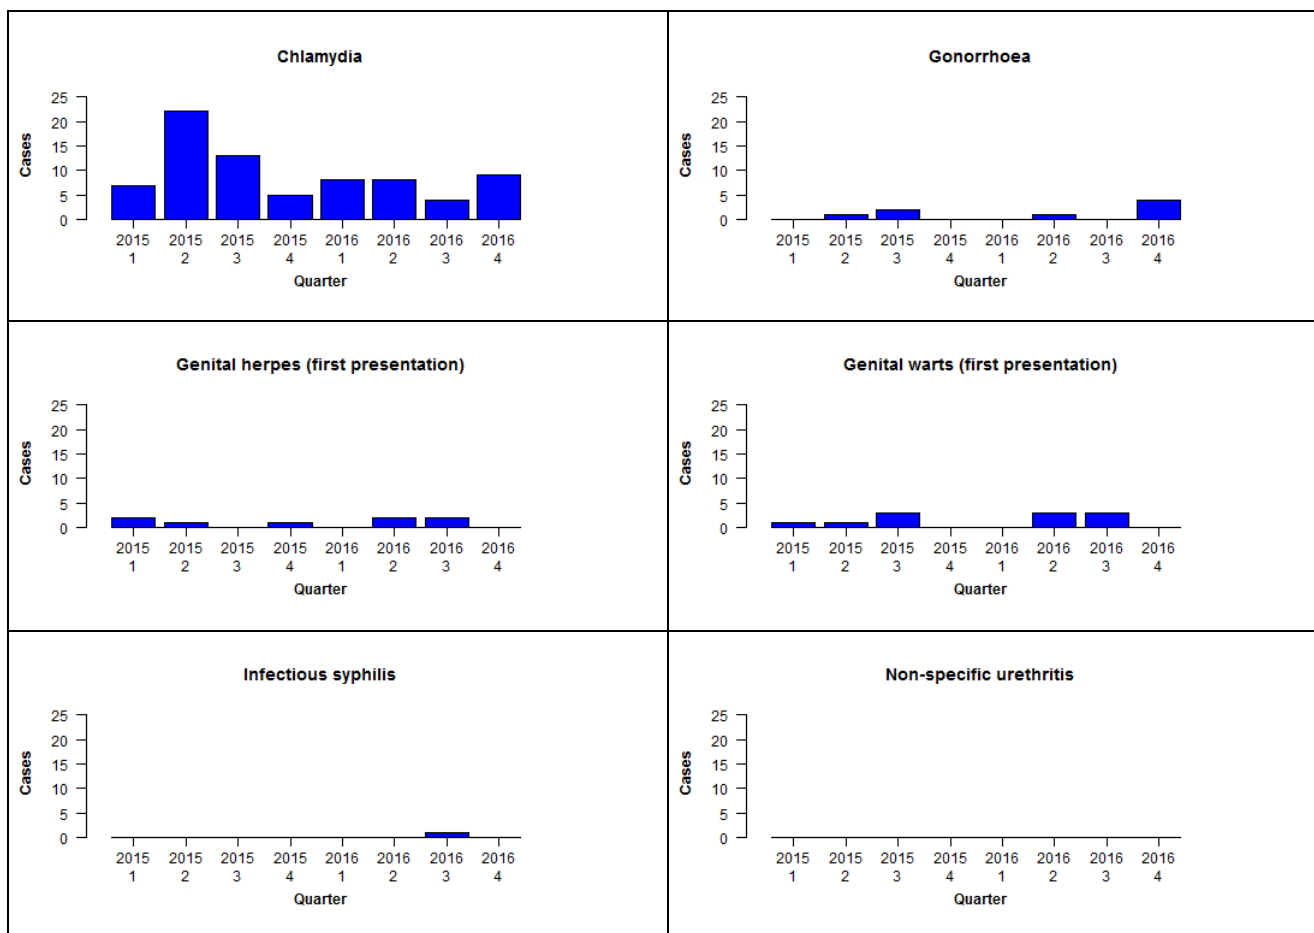 Chlamydia
25
20
15
10
5
0
Cases
2015 2015 2015 2015 2016 2016 2016 2016
1 2 3 4 1 2 3 4
Quarter
Gonorrhoea
25
20
15
10
5
0
Cases
2015 2015 2015 2015 2016 2016 2016 2016
1 2 3 4 1 2 3 4
Quarter
Genital herpes (first presentation)
25
20
15
10
5
0
Cases
2015 2015 2015 2015 2016 2016 2016 2016
1 2 3 4 1 2 3 4
Quarter
Genital warts (first presentation)
25
20
15
10
5
0
Cases
2015 2015 2015 2015 2016 2016 2016 2016
1 2 3 4 1 2 3 4
Quarter
Infectious syphilis
25
20
15
10
5
0
Cases
2015 2015 2015 2015 2016 2016 2016 2016
1 2 3 4 1 2 3 4
Quarter
Non-specific urethritis
25
20
15
10
5
0
Cases
2015 2015 2015 2015 2016 2016 2016 2016
1 2 3 4 1 2 3 4
Quarter